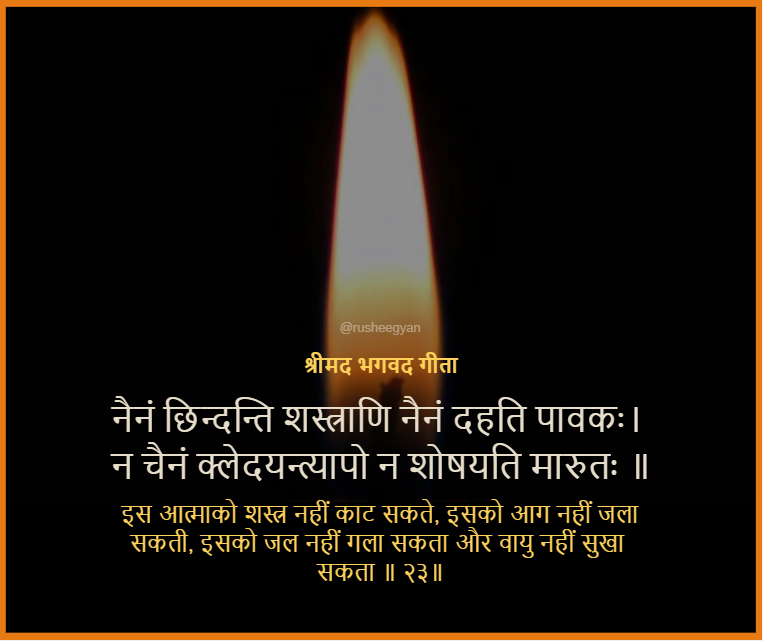 @rusheegyan
श्रीमद भगवद गीता
नैनं छिन्दन्ति शस्त्राणि नैनं दहति पावकः।
न चैनं क्लेदयन्त्यापो न शोषयति मारुतः ॥
इस आत्माको शस्त्र नहीं काट सकते, इसको आग नहीं जला
सकती, इसको जल नहीं गला सकता और वायु नहीं सुखा
सकता ॥ २३॥